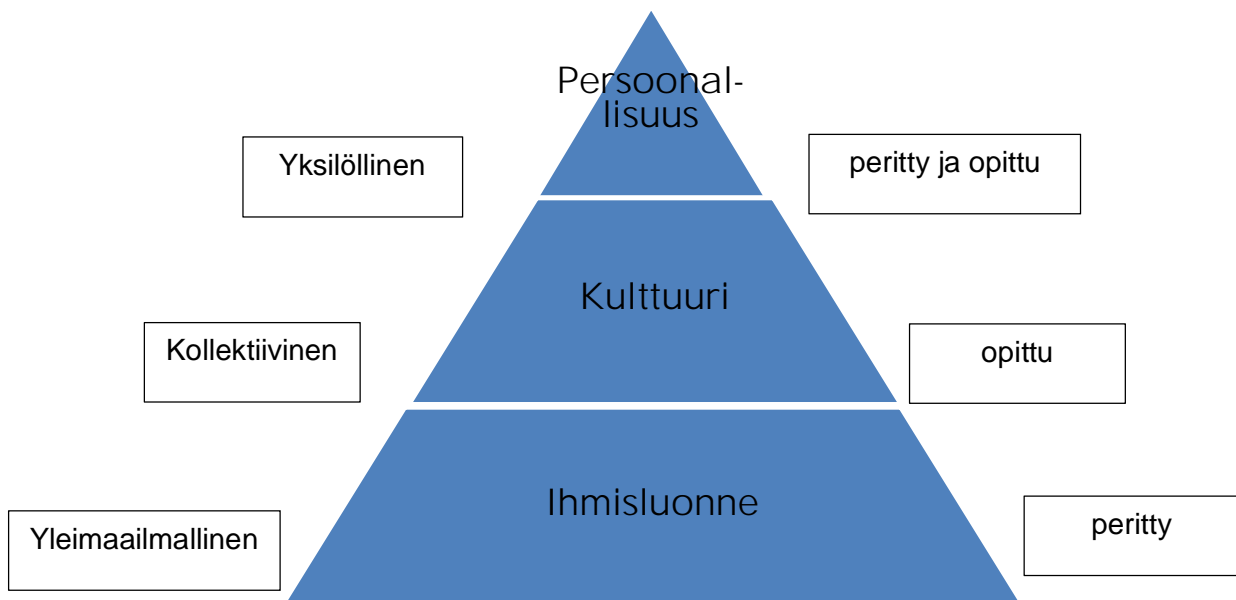 Persoonal-
lisuus
Yksilöllinen
peritty ja opittu
Kulttuuri
Kollektiivinen
opittu
Ihmisluonne
Yleimaailmallinen
peritty